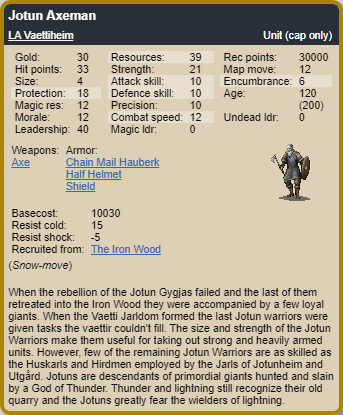 Jotun Axeman
LA Vaettiheim Unit (cap only)
Gold: 30 Resources: 39 Rec points: 30000
Hit points: 33 Strength: 21 Map move: 12
Size: 4 Attack skill: 10 Encumbrance: 6
Protection: 18 Defence skill: 10 Age: 120
Magic res: 12 Precision: 10 (200)
Morale: 12 Combat speed: 12 Undead ldr: 0
Leadership: 40 Magic ldr: 0
Weapons: Armor:
Axe Chain Mail Hauberk
Half Helmet
Shield
Basecost: 10030
Resist cold: 15
Resist shock: -5
Recruited from: The Iron Wood
(Snow-move)
When the rebellion of the Jotun Gygjas failed and the last of them
retreated into the Iron Wood they were accompanied by a few loyal
giants. When the Vaetti Jarldom formed the last Jotun warriors were
given tasks the vaettir couldn't fill. The size and strength of the Jotun
Warriors make them useful for taking out strong and heavily armed
units. However, few of the remaining Jotun Warriors are as skilled as
the Huskarls and Hirdmen employed by the Jarls of Jotunheim and
Utgård. Jotuns are descendants of primordial giants hunted and slain
by a God of Thunder. Thunder and lightning still recognize their old
quarry and the Jotuns greatly fear the wielders of lightning.